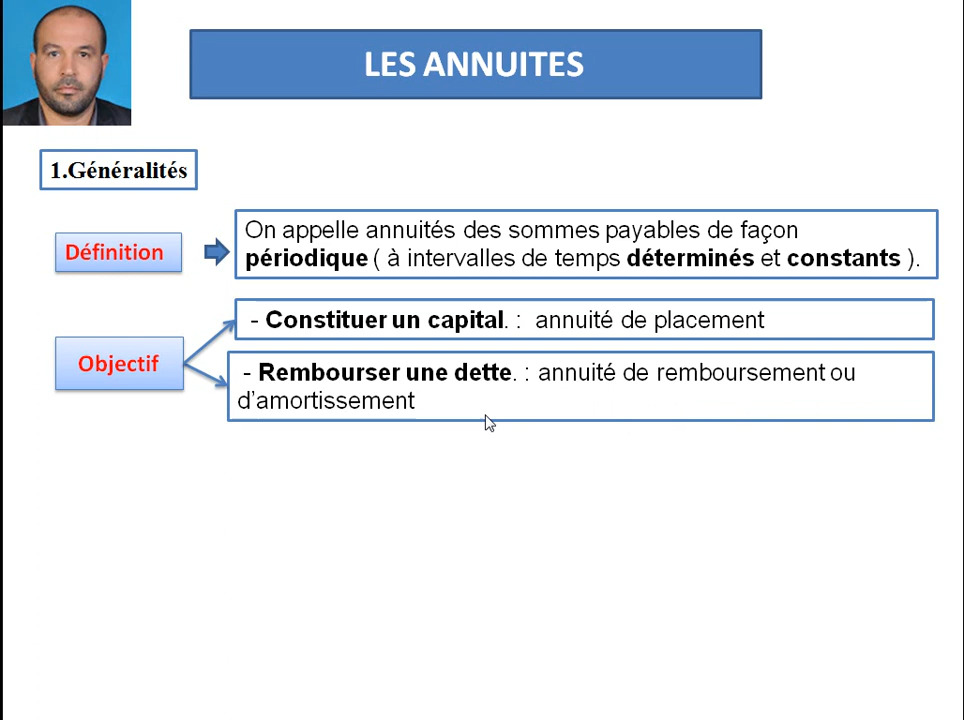 LES ANNUITES
1.Généralités
Définition
On appelle annuités des sommes payables de façon
périodique ( à intervalles de temps déterminés et constants ).
Objectif
- Constituer un capital. : annuité de placement
- Rembourser une dette. : annuité de remboursement ou
d’amortissement